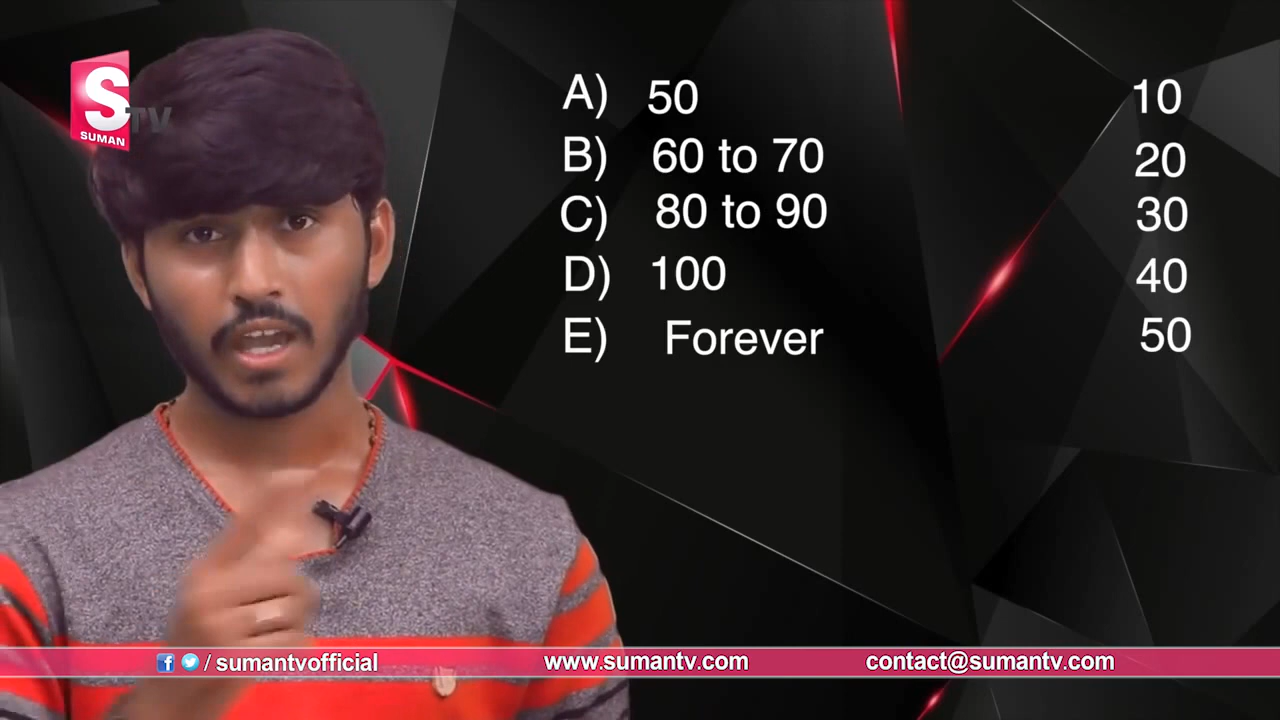 S TV
SUMAN
A) 50 10
B) 60 to 70 20
C) 80 to 90 30
D) 100 40
E) Forever 50
f / sumantvofficial www.sumantv.com contact@sumantv.com